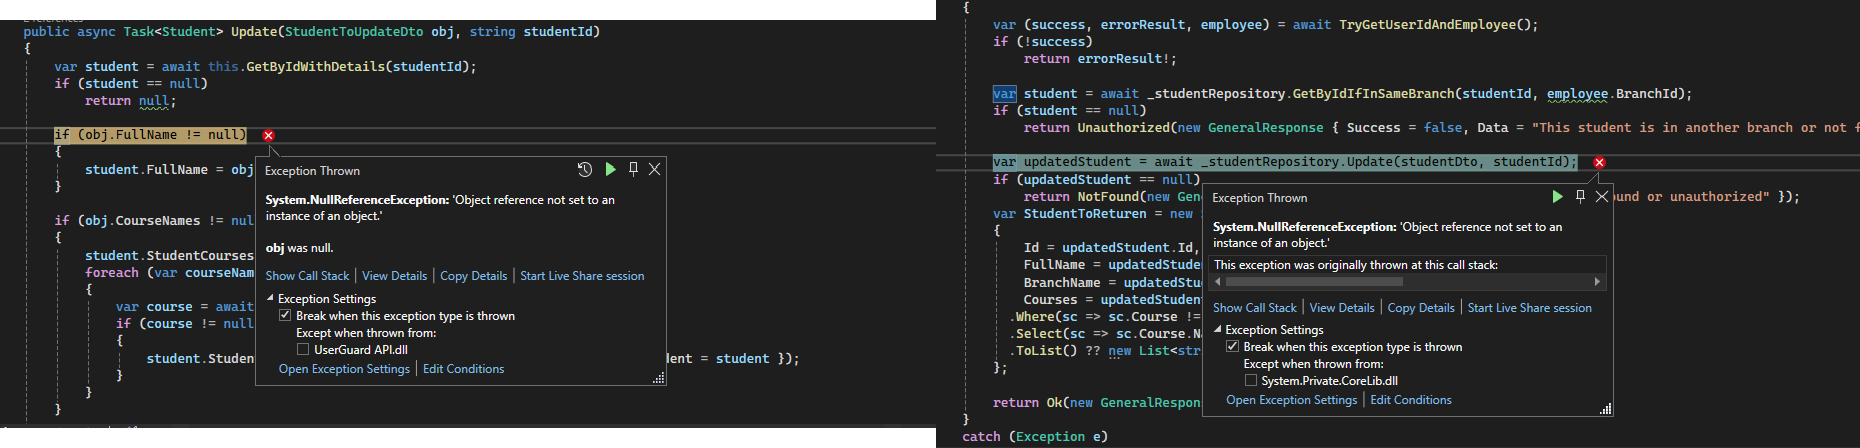 public async Task<Student> Update(StudentToUpdateDto obj, string studentId)
{
var student = await this.GetByIdWithDetails(studentId);
if (student == null)
return null;
if (obj.FullName != null)
{
student.FullName = obj
}
if (obj.CourseNames != nul
{
student.StudentCourses
foreach (var courseNam
{
var course = await
if (course != null
{
student.Studen
dent = student });
}
}
}
Exception Thrown
System.NullReferenceException: 'Object reference not set to an
instance of an object.'
obj was null.
Show Call Stack | View Details | Copy Details | Start Live Share session
Exception Settings
Break when this exception type is thrown
Except when thrown from:
UserGuard API.dll
Open Exception Settings | Edit Conditions
{
var (success, errorResult, employee) = await TryGetUserIdAndEmployee();
if (!success)
return errorResult!;
var student = await _studentRepository.GetByIdIfInSameBranch(studentId, employee.BranchId);
if (student == null)
return Unauthorized(new GeneralResponse { Success = false, Data = "This student is in another branch or not f
var updatedStudent = await _studentRepository.Update(studentDto, studentId);
if (updatedStudent == null)
return NotFound(new Gene
und or unauthorized" });
var StudentToReturen = new
{
Id = updatedStudent.Id,
FullName = updatedStude
BranchName = updatedStu
Courses = updatedStuden
.Where(sc => sc.Course !=
.Select(sc => sc.Course.Na
.ToList() ?? new List<str
};
return Ok(new GeneralRespon
}
catch (Exception e)
Exception Thrown
System.NullReferenceException: 'Object reference not set to an
instance of an object.'
This exception was originally thrown at this call stack:
Show Call Stack | View Details | Copy Details | Start Live Share session
Exception Settings
Break when this exception type is thrown
Except when thrown from:
System.Private.CoreLib.dll
Open Exception Settings | Edit Conditions